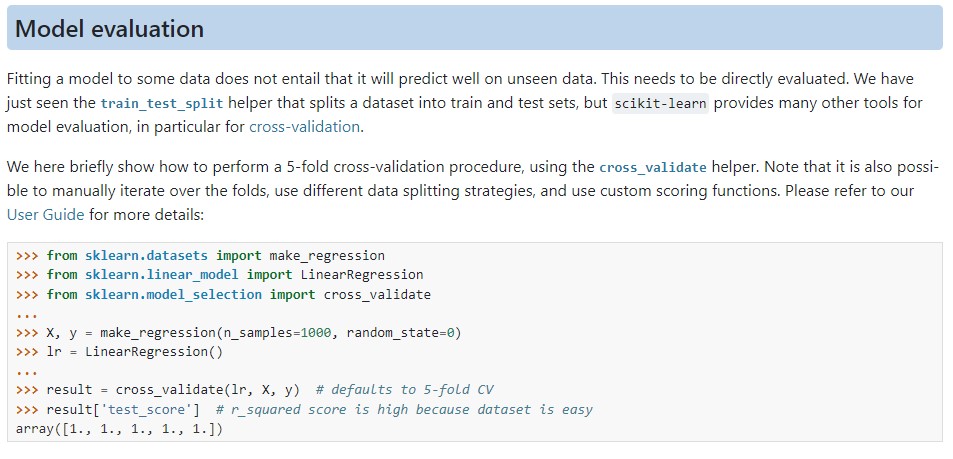 Model evaluation
Fitting a model to some data does not entail that it will predict well on unseen data. This needs to be directly evaluated. We have
just seen the train_test_split helper that splits a dataset into train and test sets, but scikit-learn provides many other tools for
model evaluation, in particular for cross-validation.
We here briefly show how to perform a 5-fold cross-validation procedure, using the cross_validate helper. Note that it is also possi-
ble to manually iterate over the folds, use different data splitting strategies, and use custom scoring functions. Please refer to our
User Guide for more details:
>>> from sklearn.datasets import make_regression
>>> from sklearn.linear_model import LinearRegression
>>> from sklearn.model_selection import cross_validate
...
>>> X, y = make_regression(n_samples=1000, random_state=0)
>>> lr = LinearRegression()
...
>>> result = cross_validate(lr, X, y)  # defaults to 5-fold CV
>>> result['test_score']  # r_squared score is high because dataset is easy
array([1., 1., 1., 1., 1.])